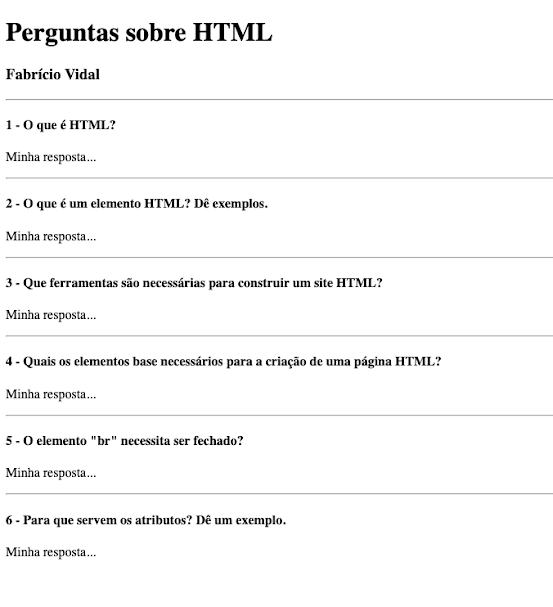 Perguntas sobre HTML
Fabrício Vidal
1 - O que é HTML?
Minha resposta...
2 - O que é um elemento HTML? Dê exemplos.
Minha resposta...
3 - Que ferramentas são necessárias para construir um site HTML?
Minha resposta...
4 - Quais os elementos base necessários para a criação de uma página HTML?
Minha resposta...
5 - O elemento "br" necessita ser fechado?
Minha resposta...
6 - Para que servem os atributos? Dê um exemplo.
Minha resposta...